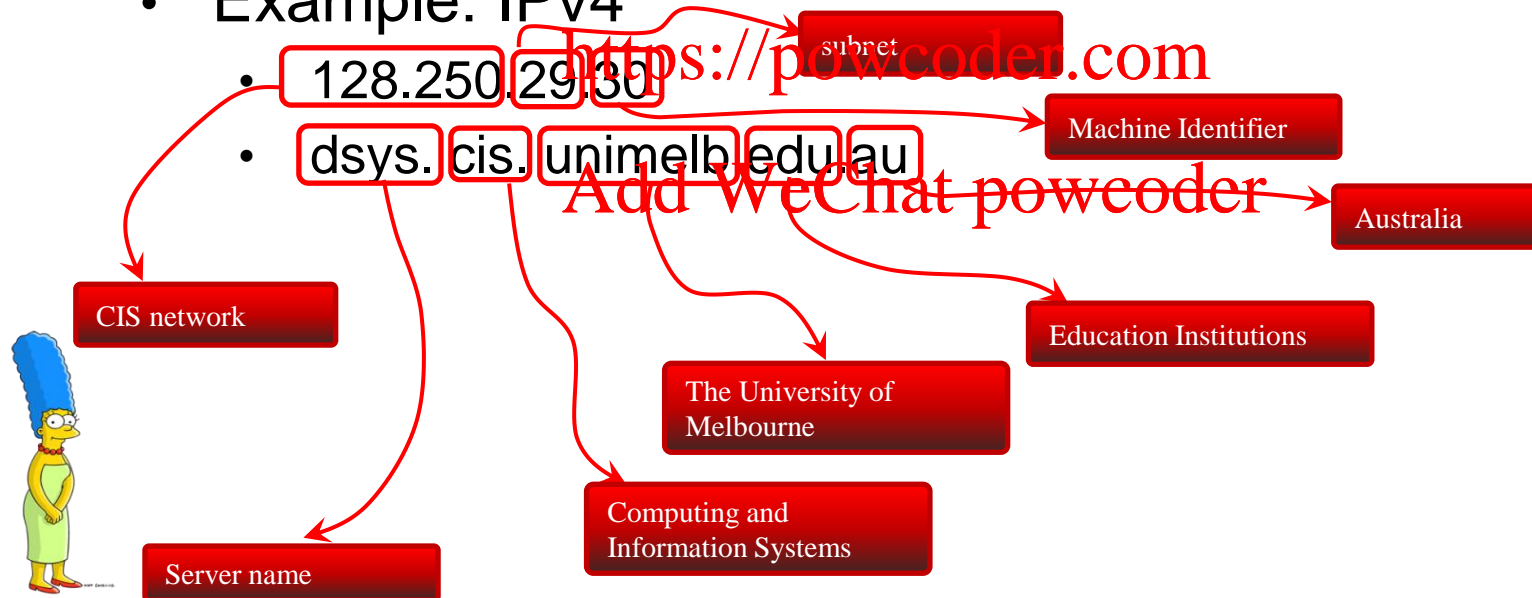 • Example: IPv4
https://powcoder.com
subnet
• 128.250.29.30
Machine Identifier
• dsys. cis. unimelb.edu.au
Add WeChat powcoder
Australia
CIS network
Education Institutions
The University of
Melbourne
Computing and
Information Systems
Server name